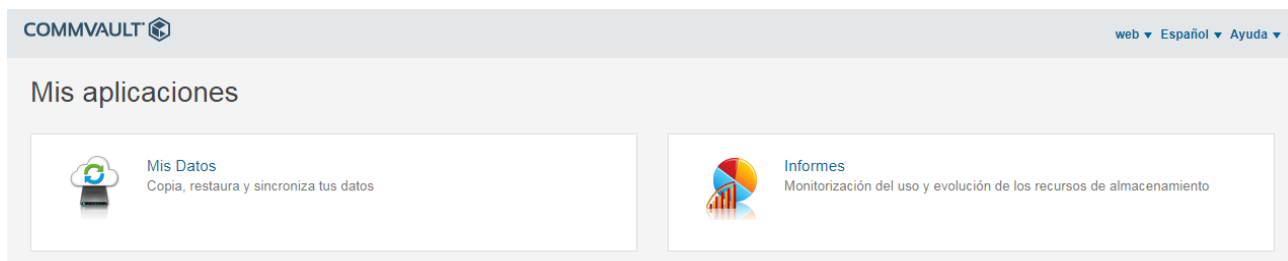 COMMVAULT
web Español Ayuda
Mis aplicaciones
Mis Datos
Copia, restaura y sincroniza tus datos
Informes
Monitorización del uso y evolución de los recursos de almacenamiento